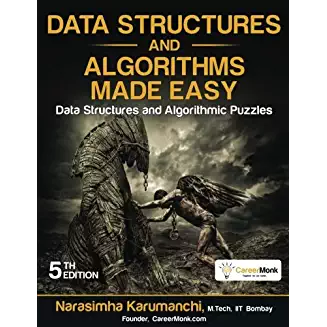 DATA STRUCTURES
AND
ALGORITHMS
MADE EASY
Data Structures and Algorithmic Puzzles
5TH
EDITION
CareerMonk
Narasimha Karumanchi, M.Tech, IIT Bombay
Founder, CareerMonk.com